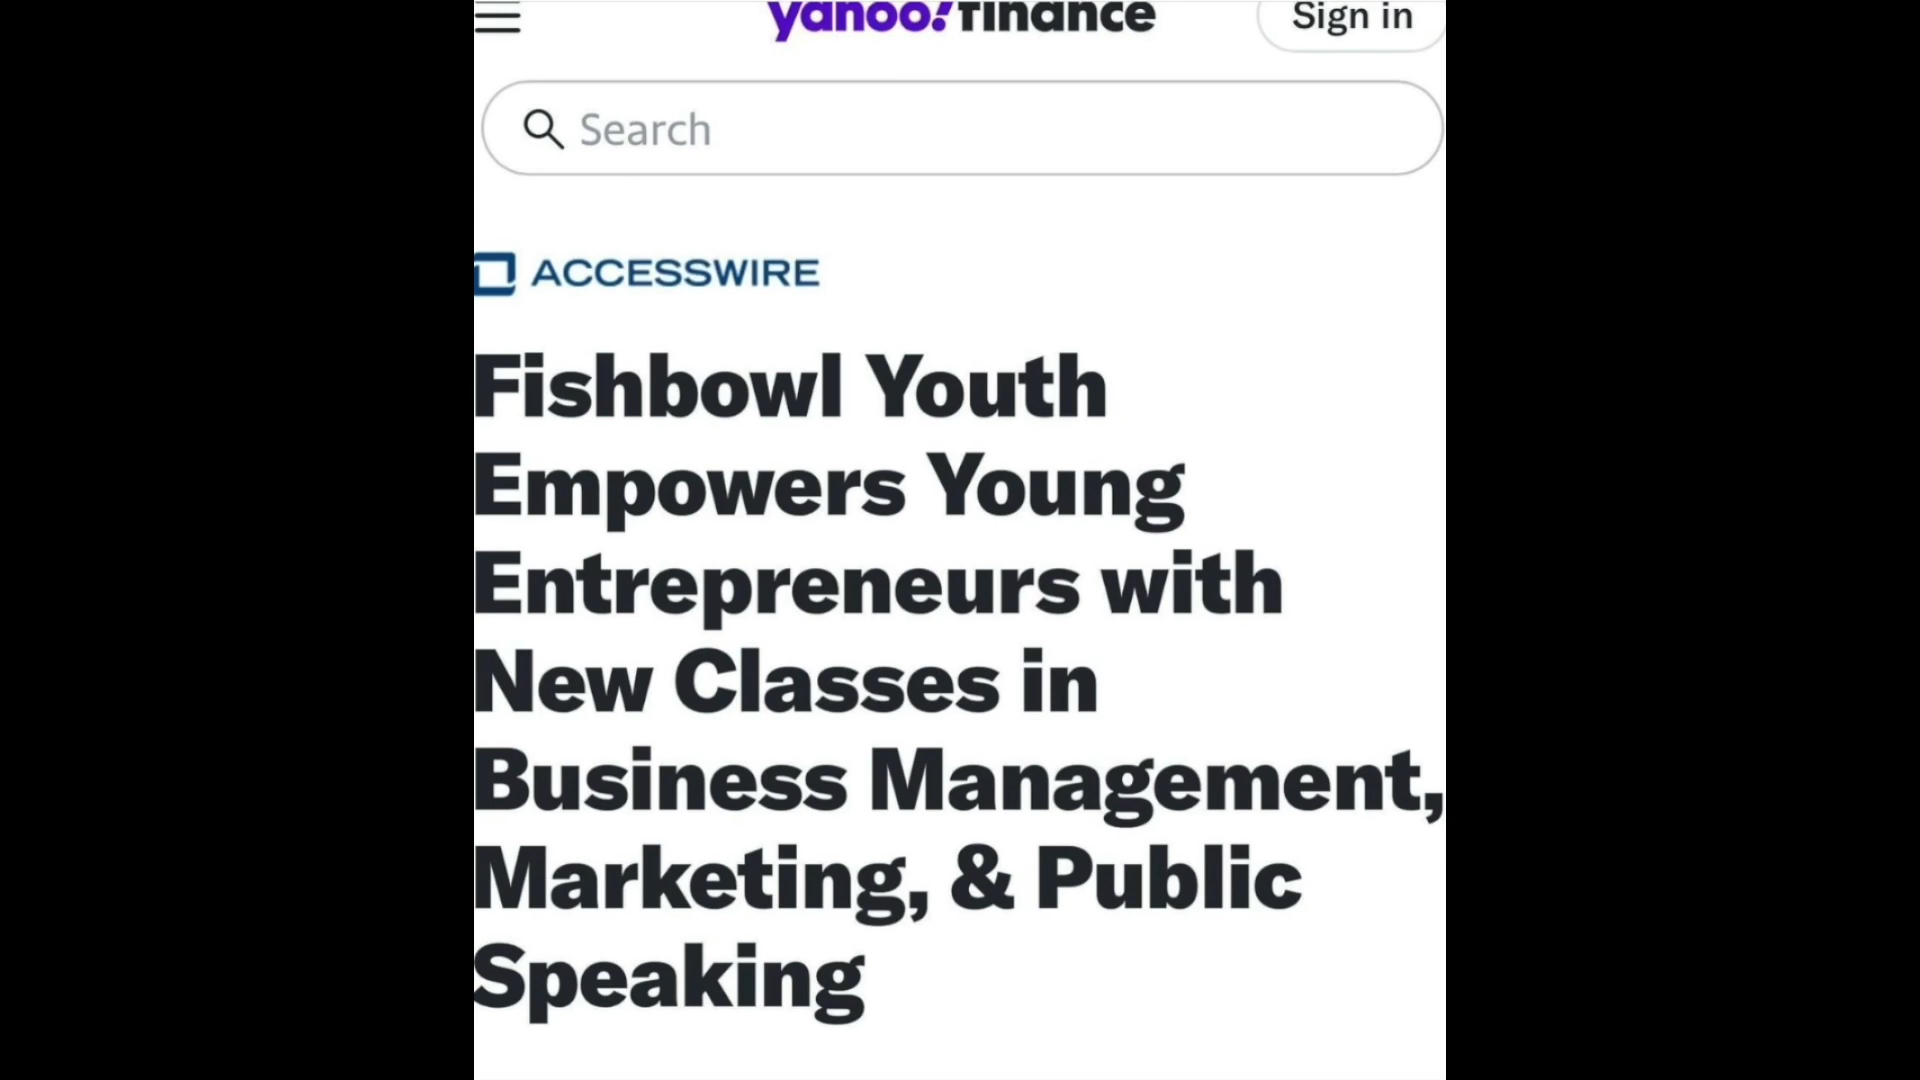 yahoo!finance
Sign in
Search
ACCESSWIRE
Fishbowl Youth
Empowers Young
Entrepreneurs with
New Classes in
Business Management,
Marketing, & Public
Speaking